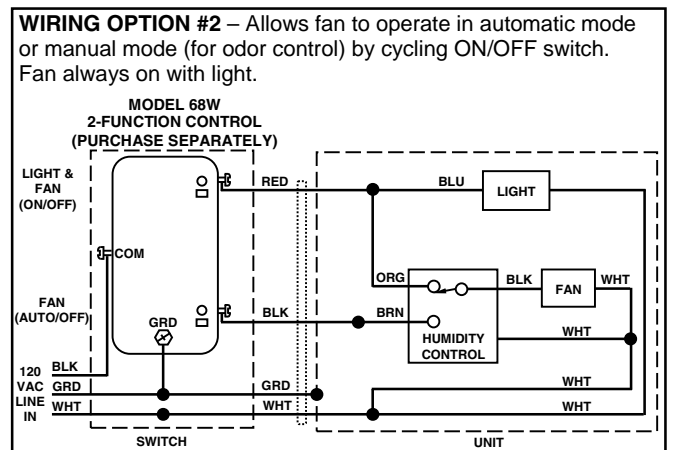 WIRING OPTION #2 – Allows fan to operate in automatic mode
or manual mode (for odor control) by cycling ON/OFF switch.
Fan always on with light.
MODEL 68W
2-FUNCTION CONTROL
(PURCHASE SEPARATELY)
LIGHT &
FAN
(ON/OFF)
RED
BLU
LIGHT
COM
ORG
BLK
FAN
WHT
FAN
(AUTO/OFF)
GRD
BLK
BRN
HUMIDITY
CONTROL
WHT
120
VAC
LINE
IN
BLK
GRD
WHT
GRD
WHT
WHT
WHT
SWITCH
UNIT